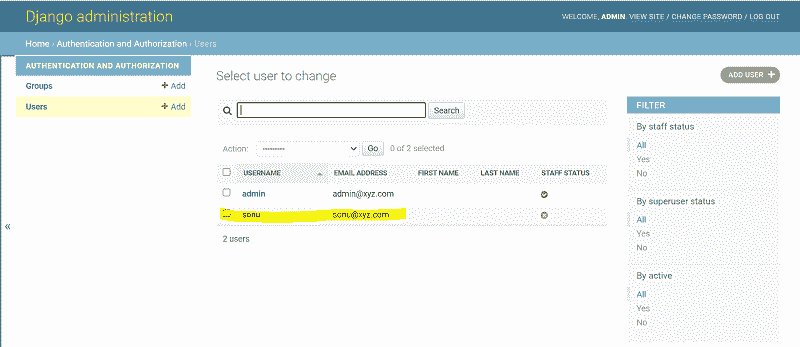 Django administration
WELCOME, ADMIN. VIEW SITE / CHANGE PASSWORD / LOG OUT
Home › Authentication and Authorization › Users
AUTHENTICATION AND AUTHORIZATION
Groups + Add
Users + Add
«
Select user to change
ADD USER +
Search
Action: --------- Go 0 of 2 selected
USERNAME EMAIL ADDRESS FIRST NAME LAST NAME STAFF STATUS
admin admin@xyz.com
sonu sonu@xyz.com
2 users
FILTER
By staff status
All
Yes
No
By superuser status
All
Yes
No
By active
All
Yes
No